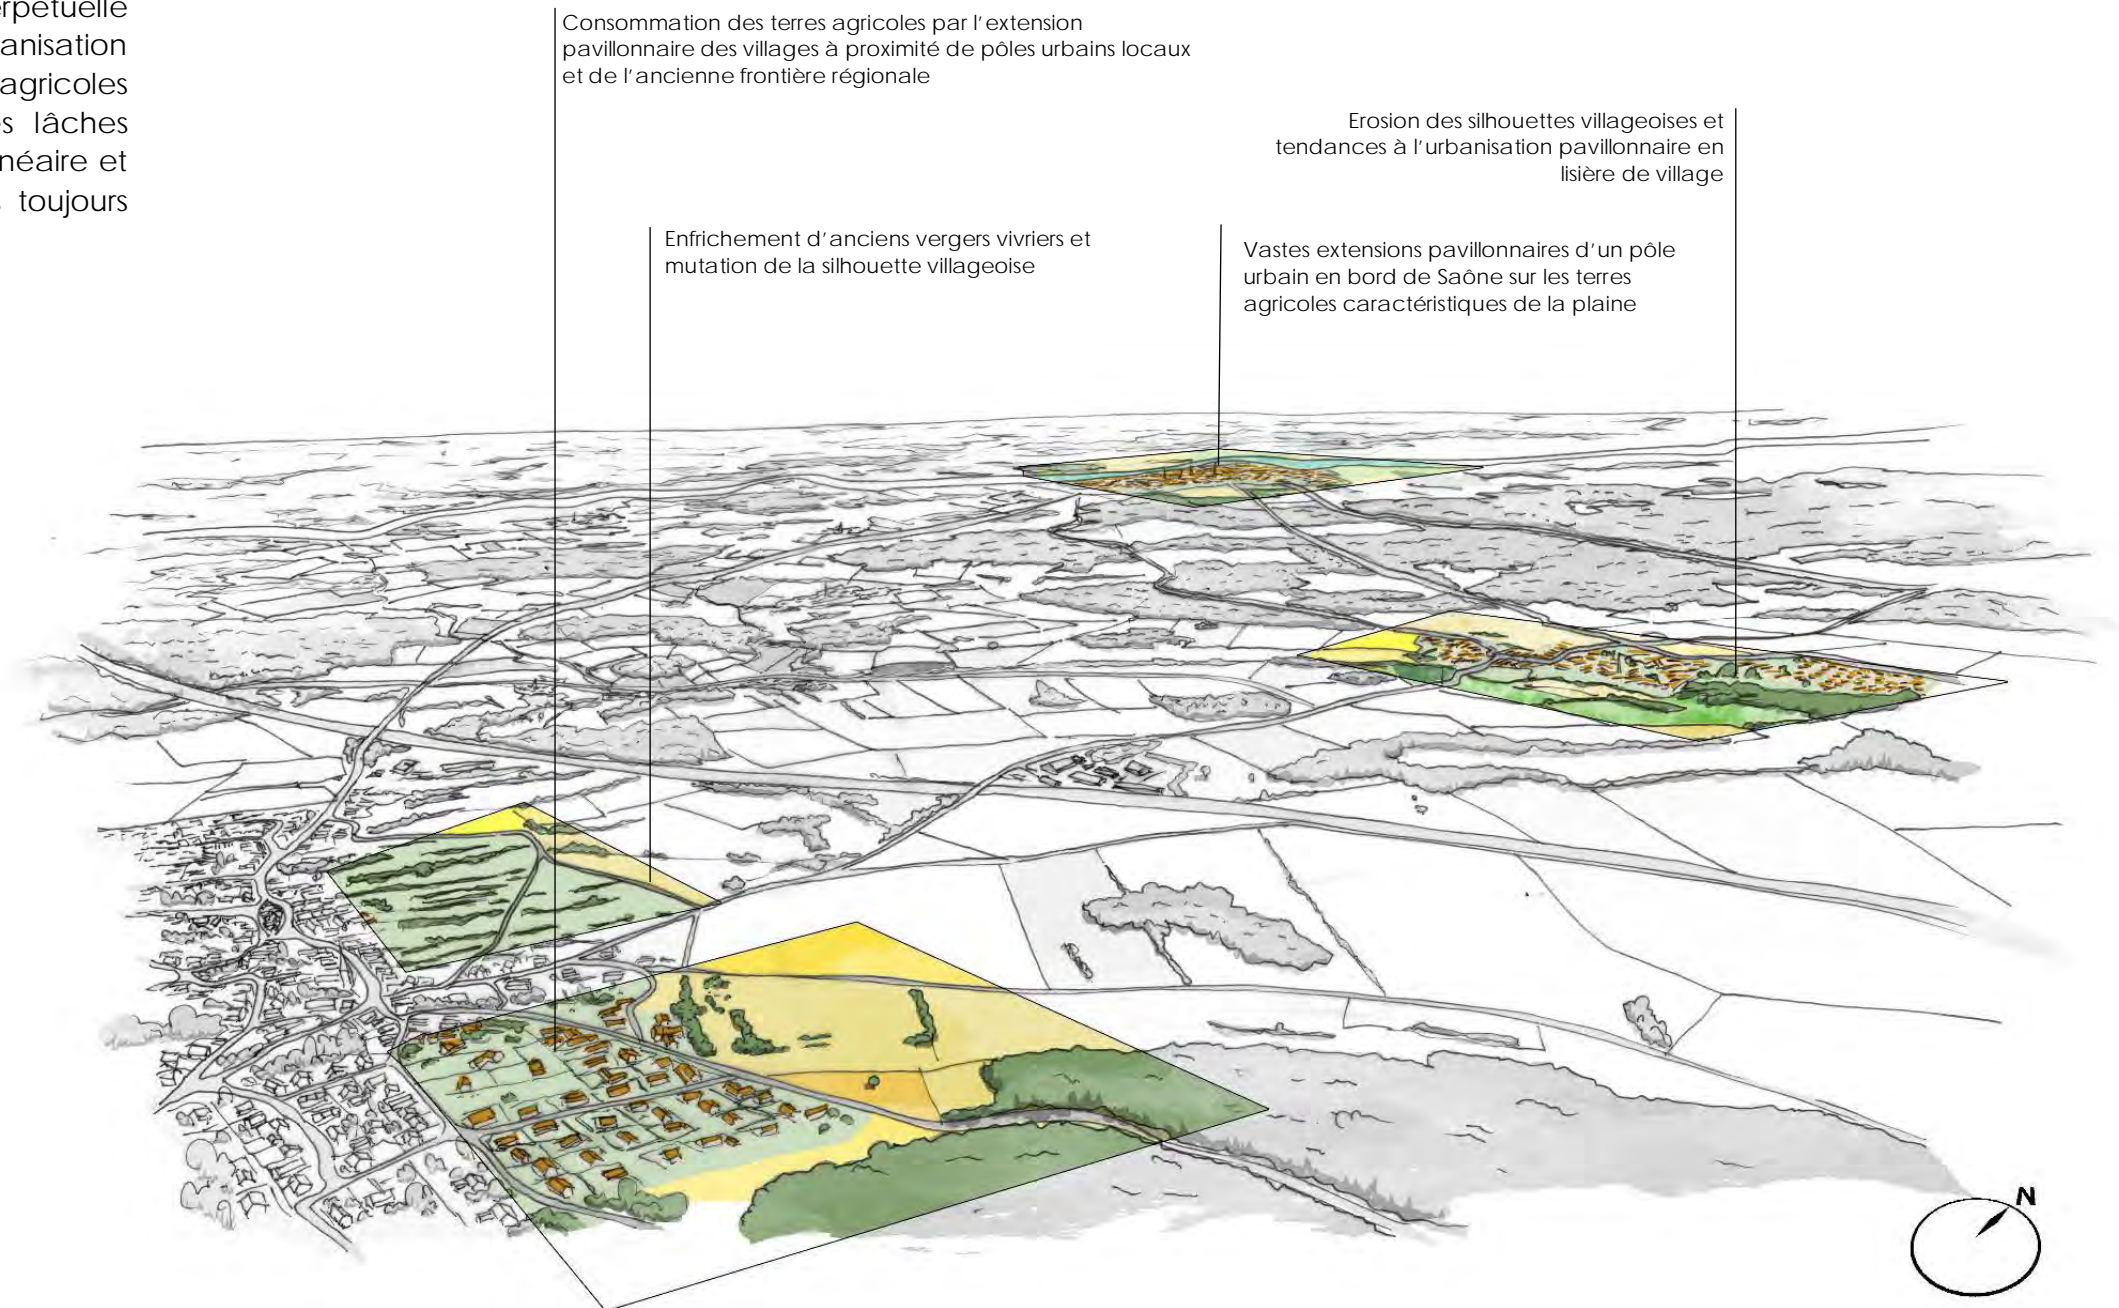 erpétuelle
anisation
agricoles
es lâches
néaire et
s toujours
Consommation des terres agricoles par l'extension
pavillonnaire des villages à proximité de pôles urbains locaux
et de l'ancienne frontière régionale
Erosion des silhouettes villageoises et
tendances à l'urbanisation pavillonnaire en
lisière de village
Enfrichement d'anciens vergers vivriers et
mutation de la silhouette villageoise
Vastes extensions pavillonnaires d'un pôle
urbain en bord de Saône sur les terres
agricoles caractéristiques de la plaine
N